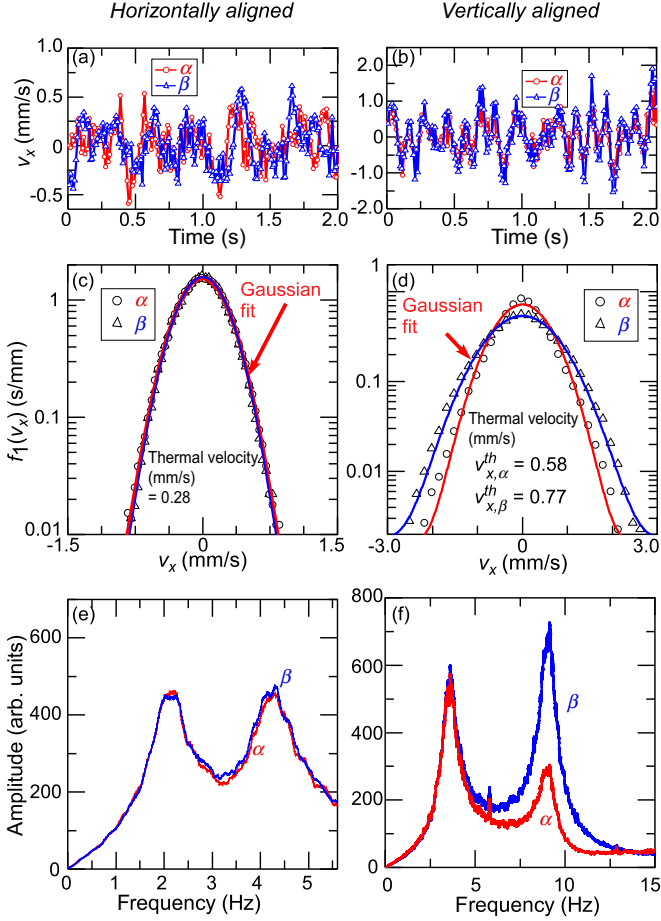 Horizontally aligned
Vertically aligned
(a)
α
β
1.0
0.5
0
-0.5
vₓ (mm/s)
0 0.5 1.0 1.5 2.0
Time (s)
(b)
α
β
2.0
1.0
0
-1.0
-2.0
0 0.5 1.0 1.5 2.0
Time (s)
(c)
α
β
Gaussian
fit
Thermal velocity
(mm/s)
= 0.28
1
0.1
0.01
f₁(vₓ) (s/mm)
-1.5 0 1.5
vₓ mm/s
(d)
α
β
Gaussian
fit
Thermal velocity
(mm/s)
v^{th}_{x,α} = 0.58
v^{th}_{x,β} = 0.77
1
0.1
0.01
-3.0 0 3.0
vₓ mm/s
(e)
β
α
600
400
200
0
Amplitude (arb. units)
0 1 2 3 4 5
Frequency (Hz)
(f)
β
α
800
600
400
200
0
0 5 10 15
Frequency (Hz)